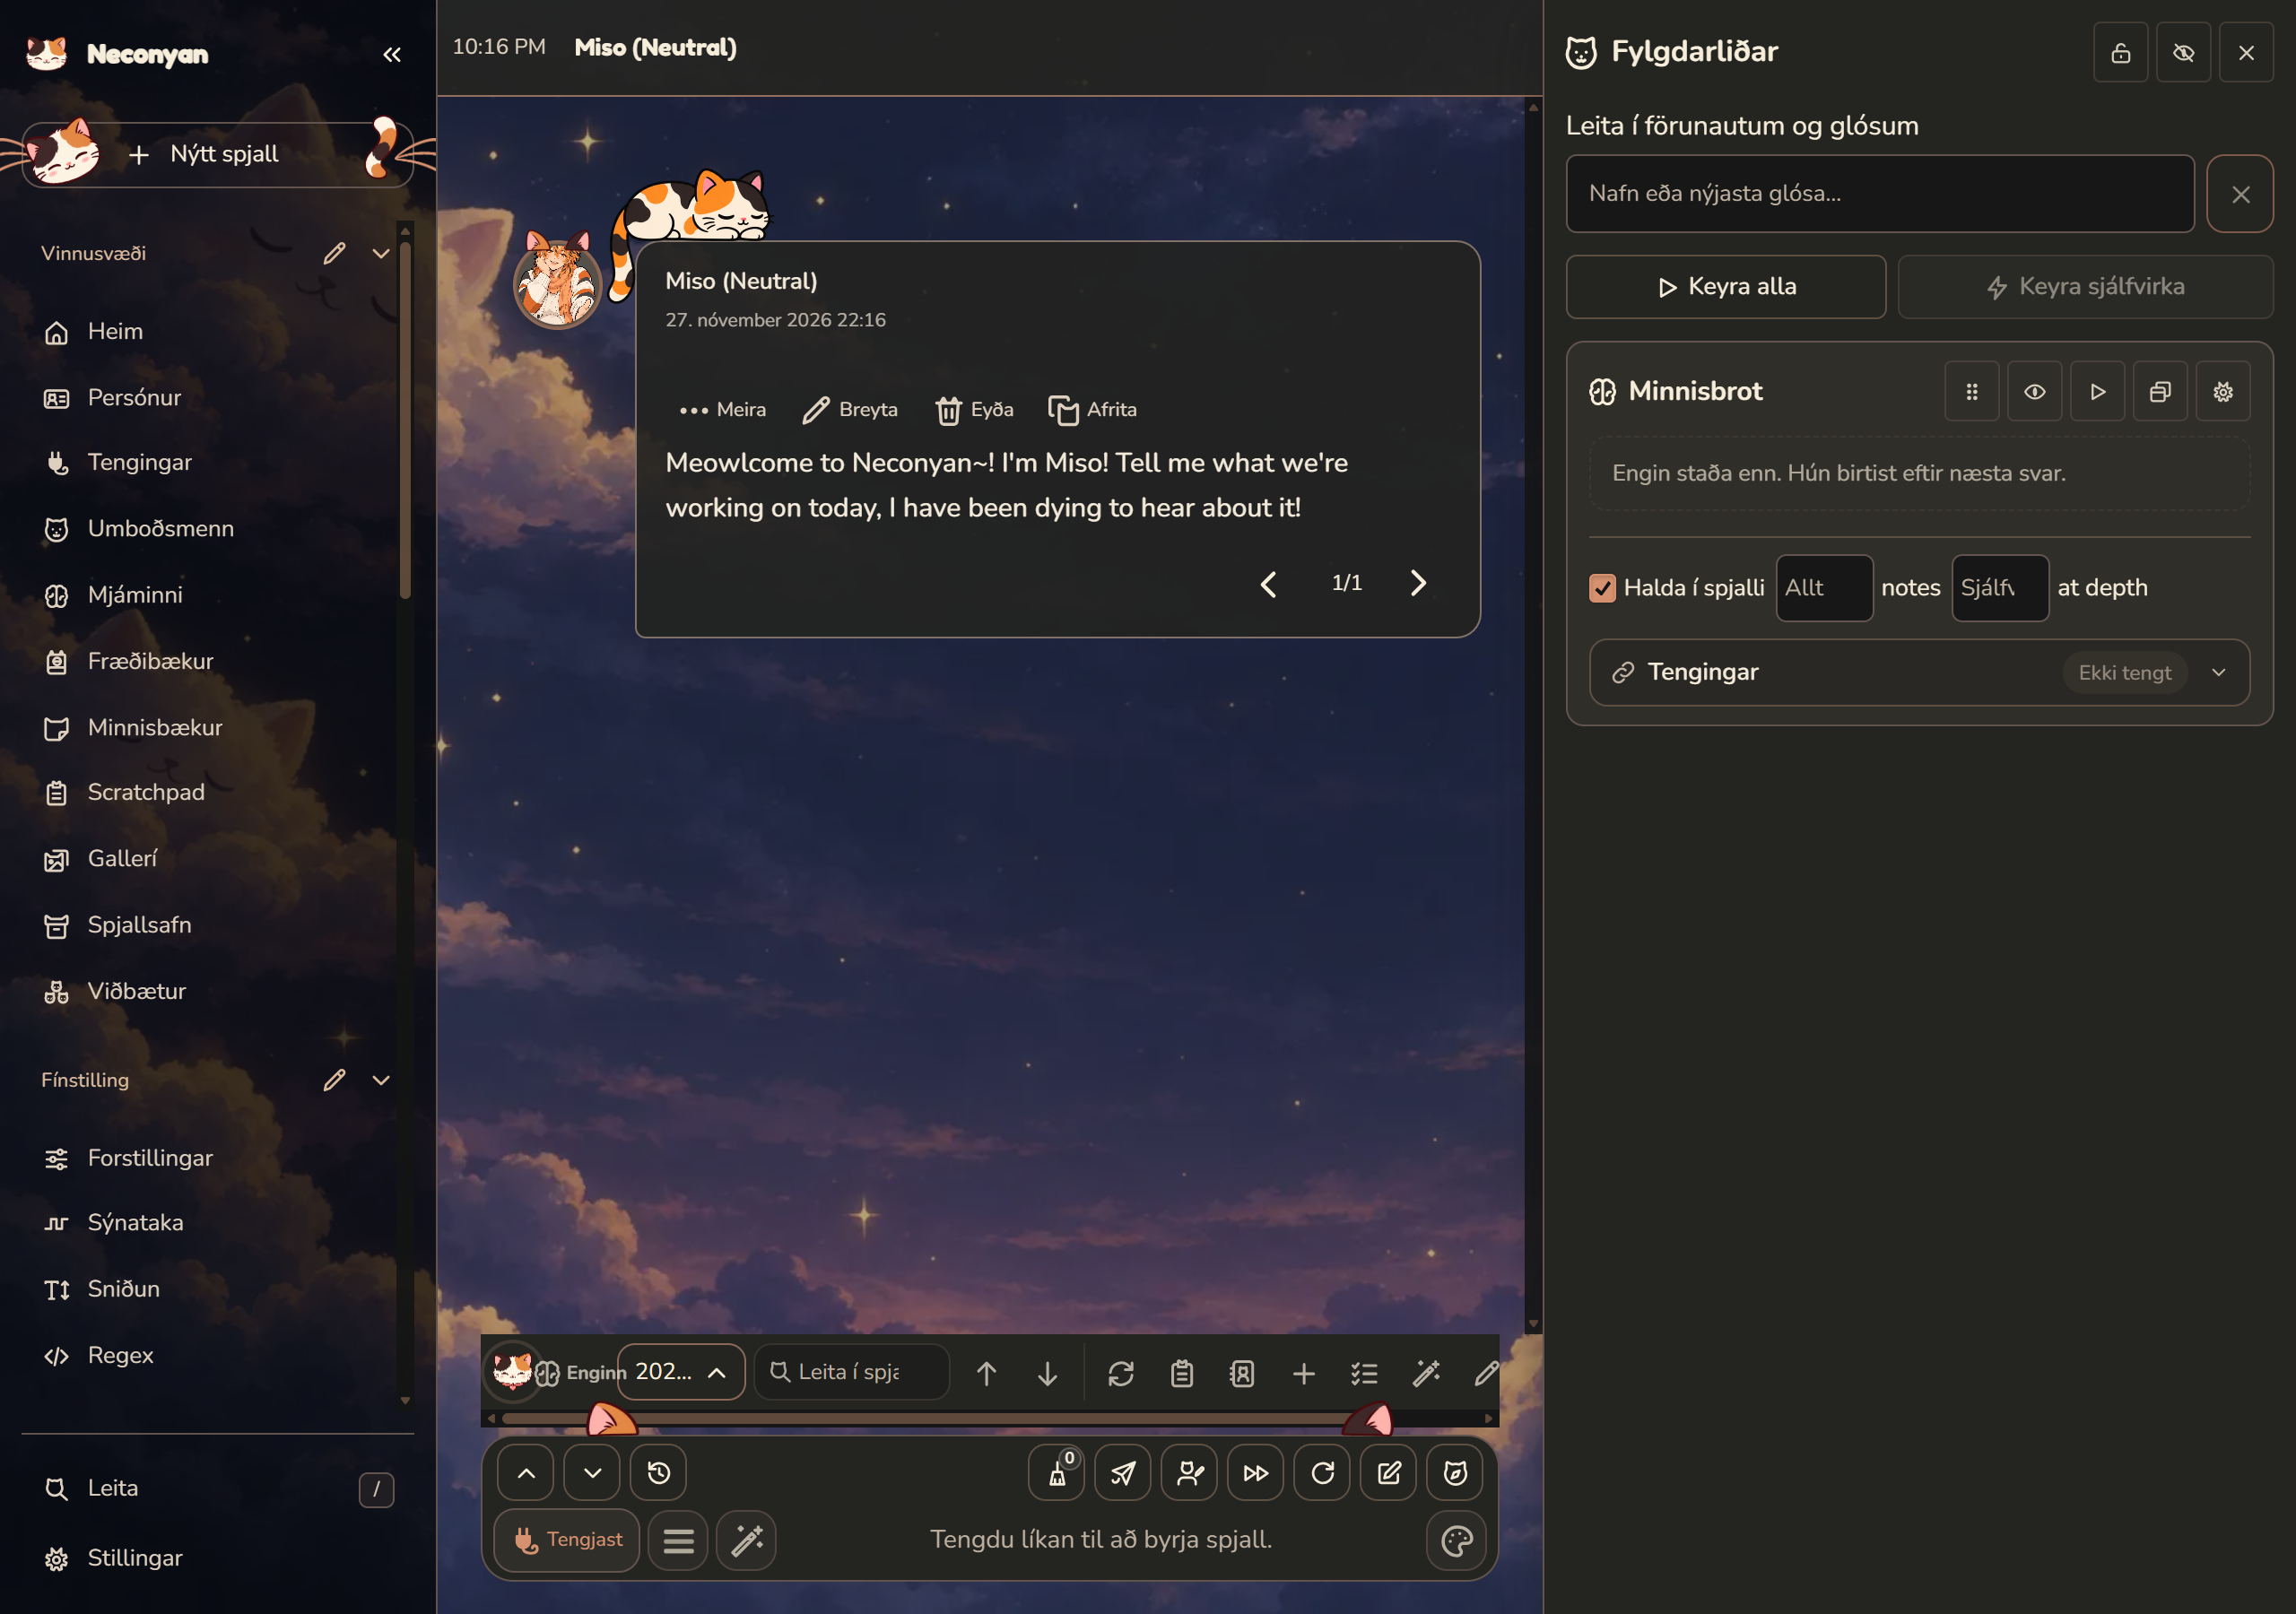 Neconyan
Nýtt spjall
Vinnusvæði
Heim
Persónur
Tengingar
Umboðsmenn
Mjáminni
Fræðibækur
Minnisbækur
Scratchpad
Gallerí
Spjallsafn
Viðbætur
Fínstilling
Forstillingar
Sýnataka
Sniðun
Regex
Leita /
Stillingar
10:16 PM Miso (Neutral)
Miso (Neutral)
27. nóvember 2026 22:16
Meira Breyta Eyða Afrita
Meowlcome to Neconyan~! I'm Miso! Tell me what we're
working on today, I have been dying to hear about it!
1/1
Enginn 202... Leita í spja
0
Tengjast Tengdu líkan til að byrja spjall.
Fylgdarliðar
Leita í förunautum og glósum
Nafn eða nýjasta glósa...
Keyra alla Keyra sjálfvirka
Minnisbrot
Engin staða enn. Hún birtist eftir næsta svar.
Halda í spjalli Allt notes Sjálfv at depth
Tengingar Ekki tengt